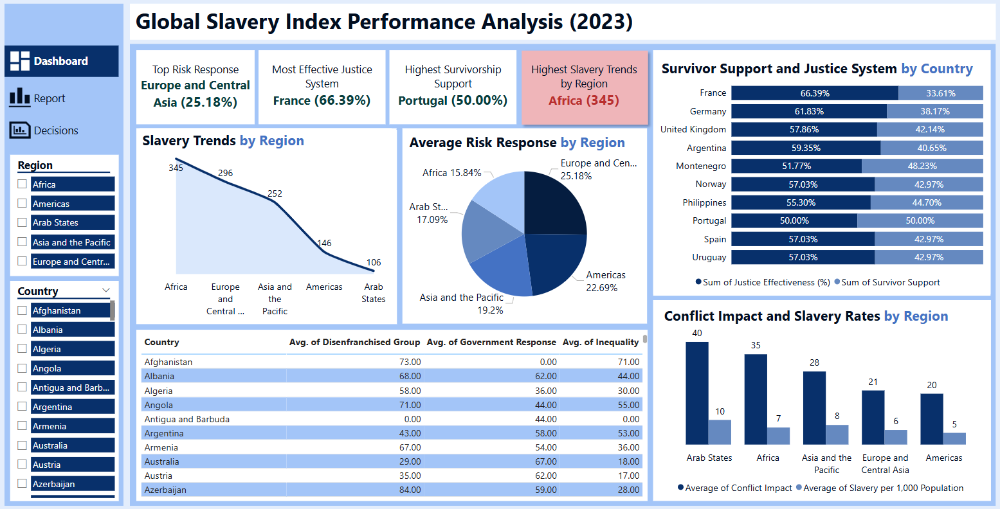 Global Slavery Index Performance Analysis (2023)
Dashboard
Report
Decisions
Region
Africa
Americas
Arab States
Asia and the Pacific
Europe and Centr...
Country
Afghanistan
Albania
Algeria
Angola
Antigua and Barb...
Argentina
Armenia
Australia
Austria
Azerbaijan
Top Risk Response
Europe and Central
Asia (25.18%)
Most Effective Justice
System
France (66.39%)
Highest Survivorship
Support
Portugal (50.00%)
Highest Slavery Trends
by Region
Africa (345)
Slavery Trends by Region
345
296
252
146
106
Africa
Europe
and
Central ...
Asia and
the
Pacific
Americas
Arab
States
Average Risk Response by Region
Europe and Cen...
25.18%
Americas
22.69%
Asia and the Pacific
19.2%
Arab St...
17.09%
Africa 15.84%
Country Avg. of Disenfranchised Group Avg. of Government Response Avg. of Inequality
Afghanistan 73.00 0.00 71.00
Albania 68.00 62.00 44.00
Algeria 58.00 36.00 30.00
Angola 71.00 44.00 55.00
Antigua and Barbuda 0.00 44.00 0.00
Argentina 43.00 58.00 53.00
Armenia 67.00 54.00 36.00
Australia 29.00 67.00 18.00
Austria 35.00 62.00 17.00
Azerbaijan 84.00 59.00 28.00
Survivor Support and Justice System by Country
France 66.39% 33.61%
Germany 61.83% 38.17%
United Kingdom 57.86% 42.14%
Argentina 59.35% 40.65%
Montenegro 51.77% 48.23%
Norway 57.03% 42.97%
Philippines 55.30% 44.70%
Portugal 50.00% 50.00%
Spain 57.03% 42.97%
Uruguay 57.03% 42.97%
Sum of Justice Effectiveness (%) Sum of Survivor Support
Conflict Impact and Slavery Rates by Region
40
10
35
7
28
8
21
6
20
5
Arab States
Africa
Asia and the
Pacific
Europe and
Central Asia
Americas
Average of Conflict Impact Average of Slavery per 1,000 Population